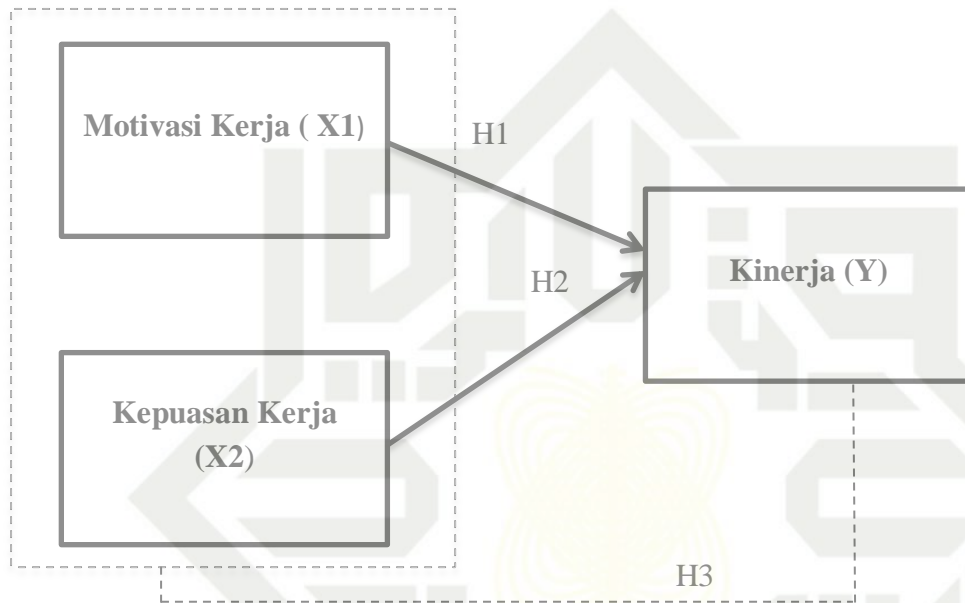 Motivasi Kerja ( X1)
H1
Kinerja (Y)
H2
Kepuasan Kerja
(X2)
H3